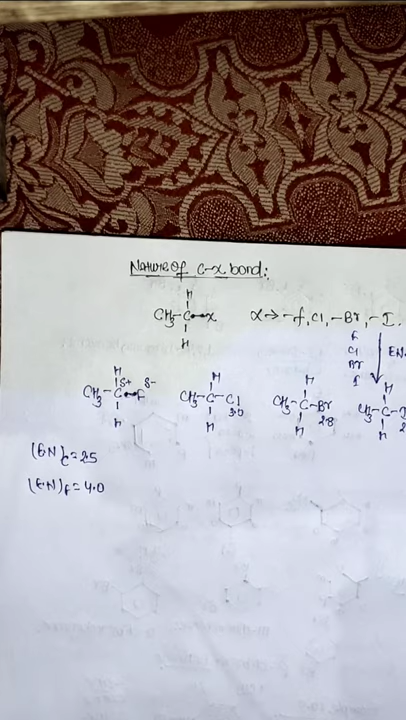 Nature of C-X bond:
H
CH3-C-X X→-F, Cl, -Br, -I.
H
F
Cl
Br
I
EN
H
CH3-C-F
δ+ δ-
H
H
CH3-C-Cl
3.0
H
H
CH3-C-Br
2.8
H
H
CH3-C-I
H
(EN)C=2.5
(EN)F=4.0